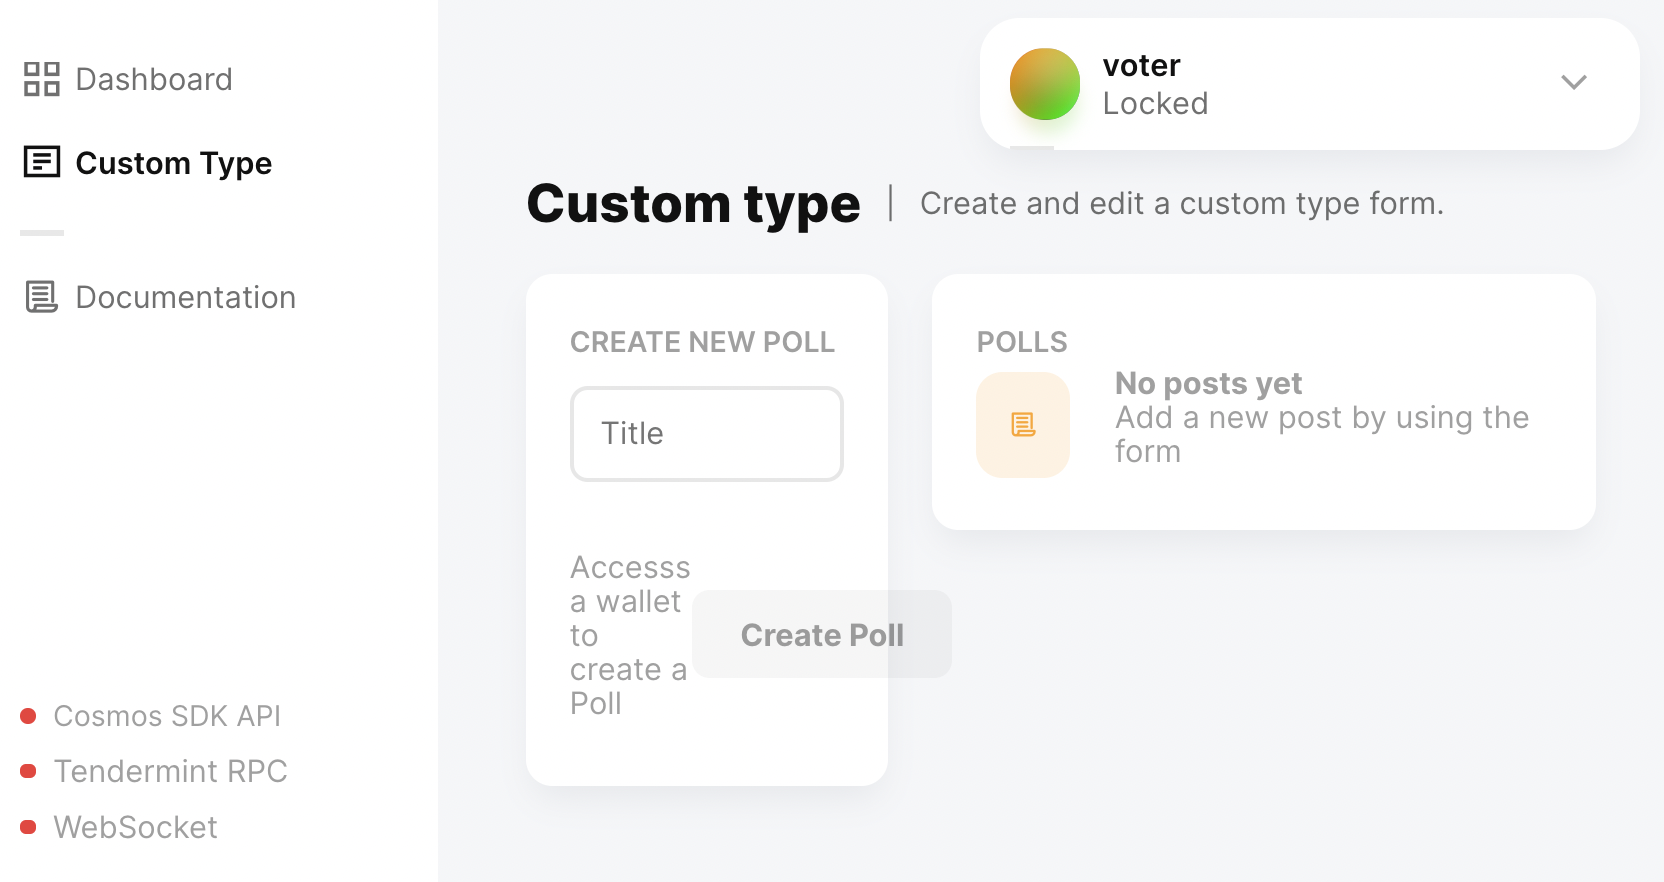 Dashboard
Custom Type
Documentation
Cosmos SDK API
Tendermint RPC
WebSocket
voter
Locked
Custom type | Create and edit a custom type form.
CREATE NEW POLL
Title
Accesss
a wallet
to
create a
Poll
Create Poll
POLLS
No posts yet
Add a new post by using the
form